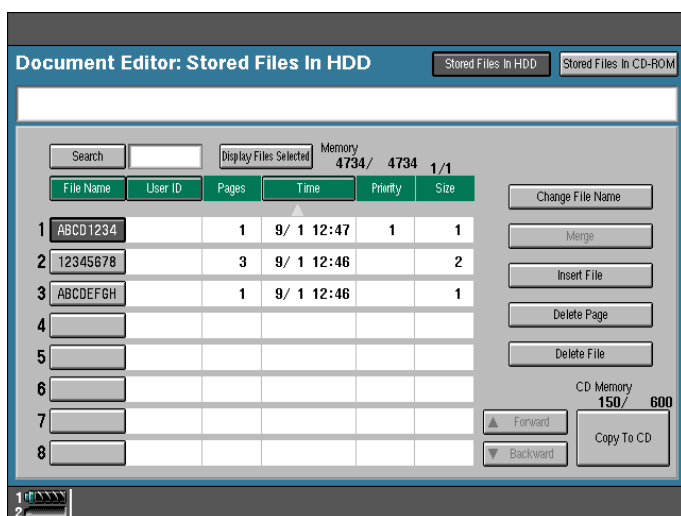 Document Editor: Stored Files In HDD Stored Files In HDD Stored Files In CD-ROM
Search Display Files Selected Memory 4734/ 4734 1/1
File Name User ID Pages Time Priority Size
1 ABCD1234 1 9/ 1 12:47 1 1
2 12345678 3 9/ 1 12:46 2
3 ABCDEFGH 1 9/ 1 12:46 1
4
5
6
7
8
Change File Name
Merge
Insert File
Delete Page
Delete File
CD Memory
150/ 600
Forward
Backward
Copy To CD
1
2